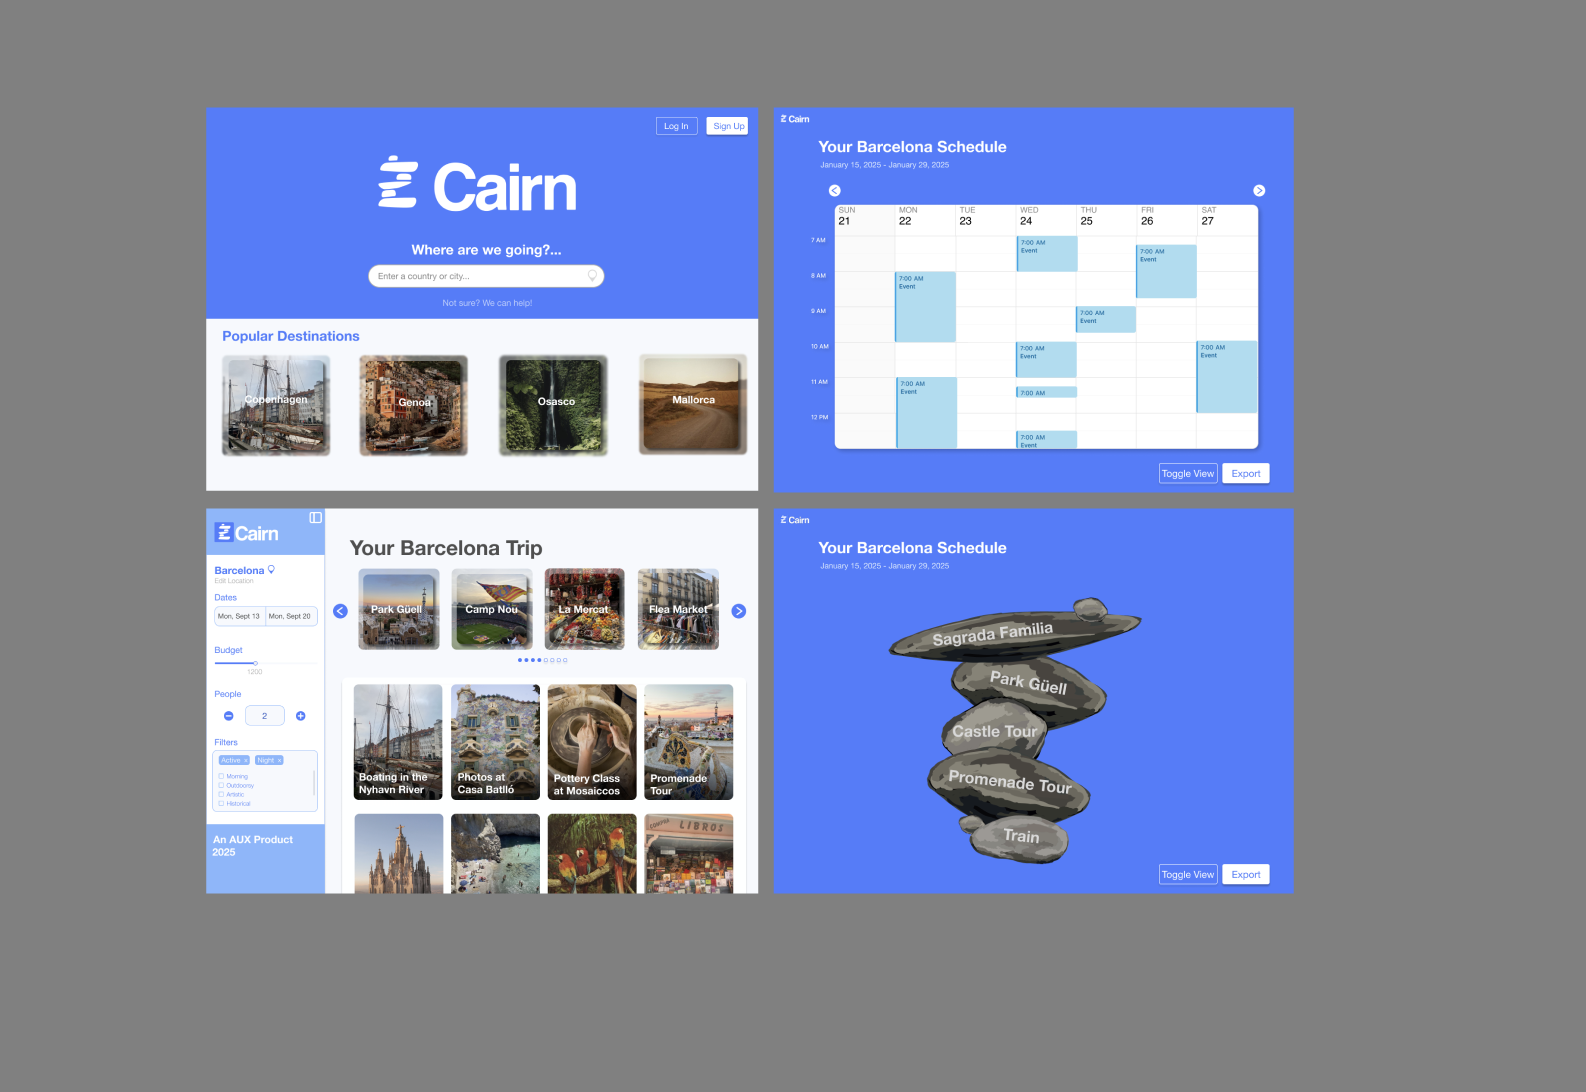 Log In
Sign Up
Cairn
Where are we going?...
Enter a country or city...
Not sure? We can help!
Popular Destinations
Copenhagen
Genoa
Osasco
Mallorca
Cairn
Your Barcelona Schedule
January 15, 2025 - January 29, 2025
SUN MON TUE WED THU FRI SAT
21 22 23 24 25 26 27
7 AM
7:00 AM
Event
7:00 AM
Event
8 AM
7:00 AM
Event
9 AM
7:00 AM
Event
10 AM
7:00 AM
Event
7:00 AM
Event
11 AM
7:00 AM
Event
7:00 AM
12 PM
7:00 AM
Event
Toggle View
Export
Cairn
Barcelona
Edit Location
Dates
Mon, Sept 13
Mon, Sept 20
Budget
1200
People
2
Filters
Active x
Night x
Morning
Outdoorsy
Artistic
Historical
An AUX Product
2025
Your Barcelona Trip
Park Güell
Camp Nou
La Mercat
Flea Market
Boating in the
Nyhavn River
Photos at
Casa Batlló
Pottery Class
at Mosaiccos
Promenade
Tour
COMPRA LIBROS
Cairn
Your Barcelona Schedule
January 15, 2025 - January 29, 2025
Sagrada Familia
Park Güell
Castle Tour
Promenade Tour
Train
Toggle View
Export